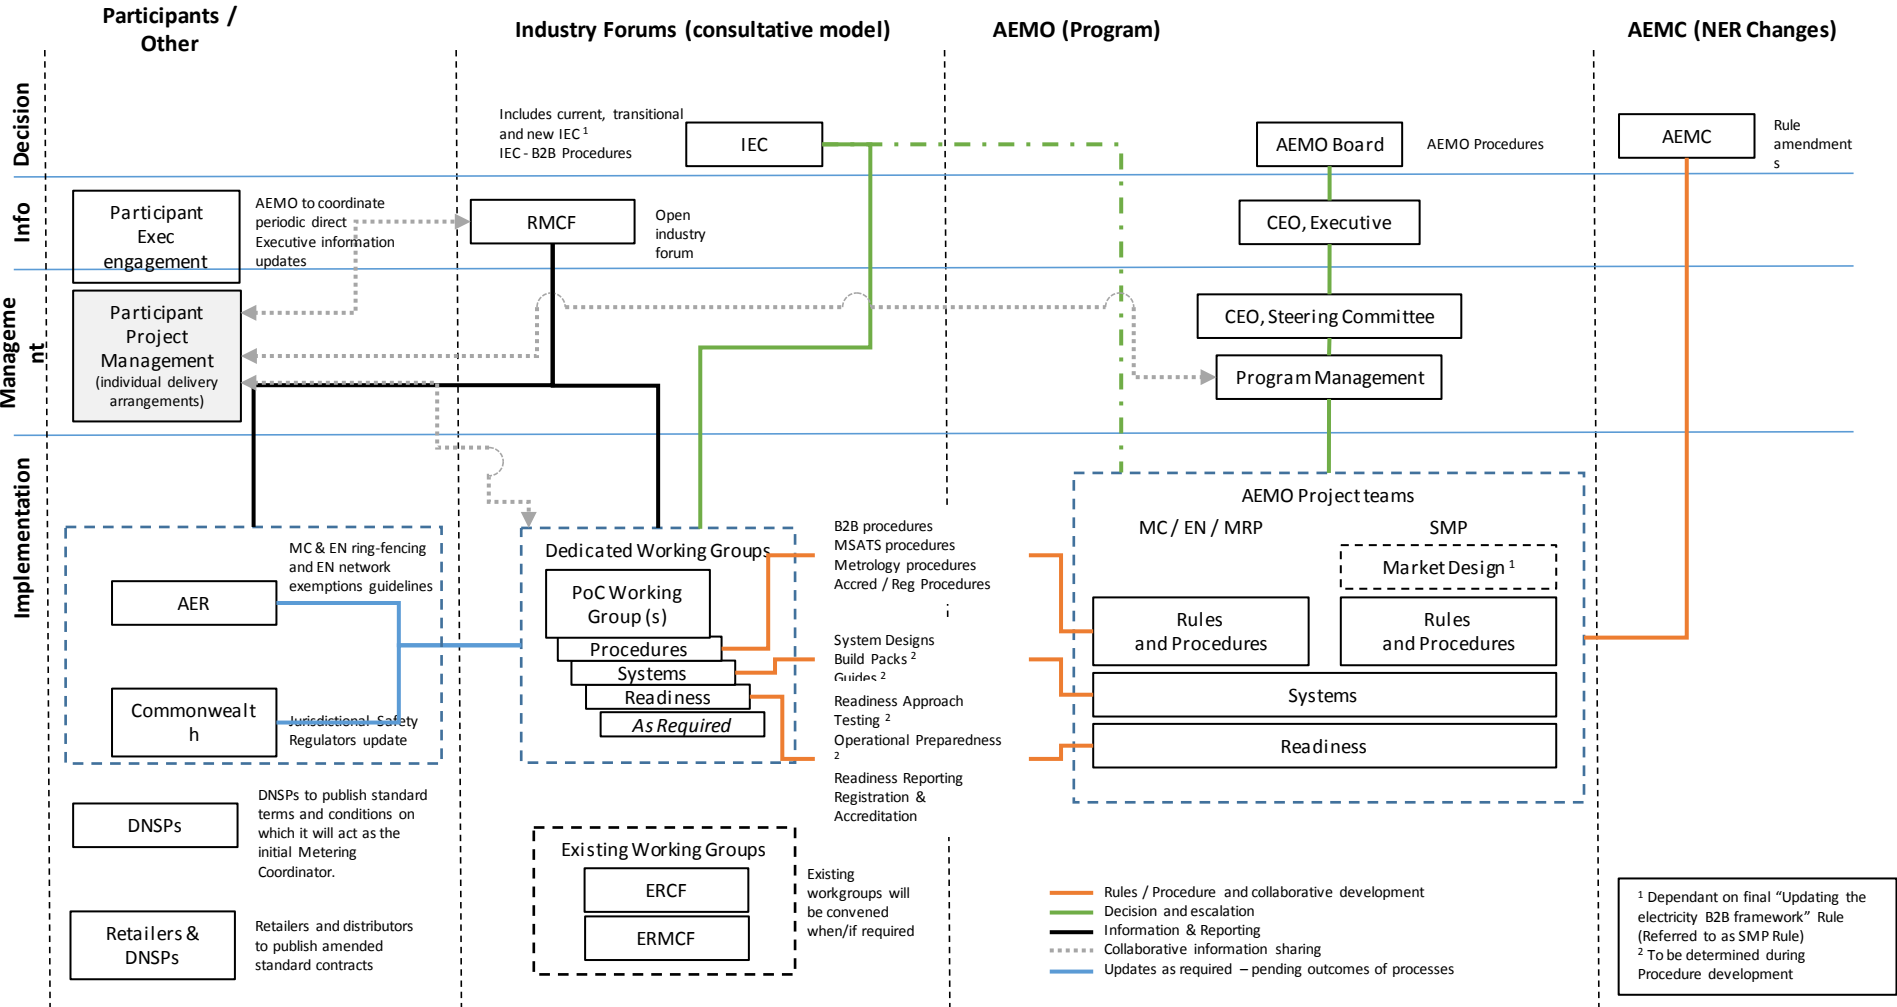 Participants /
Other
Industry Forums (consultative model)
AEMO (Program)
AEMC (NER Changes)
Decision
Includes current, transitional
and new IEC 1
IEC - B2B Procedures
IEC
AEMO Board
AEMO Procedures
AEMC
Rule
amendment
s
Info
Participant
Exec
engagement
AEMO to coordinate
periodic direct
Executive information
updates
RMCF
Open
industry
forum
CEO, Executive
Manageme
nt
Participant
Project
Management
(individual delivery
arrangements)
CEO, Steering Committee
Program Management
Implementation
MC & EN ring-fencing
and EN network
exemptions guidelines
AER
Commonwealt
h
Jurisdictional Safety
Regulators update
DNSPs
DNSPs to publish standard
terms and conditions on
which it will act as the
initial Metering
Coordinator.
Retailers &
DNSPs
Retailers and distributors
to publish amended
standard contracts
Dedicated Working Groups
PoC Working
Group (s)
Procedures
Systems
Readiness
As Required
B2B procedures
MSATS procedures
Metrology procedures
Accred / Reg Procedures
System Designs
Build Packs 2
Guides 2
Readiness Approach
Testing 2
Operational Preparedness
2
Readiness Reporting
Registration &
Accreditation
Existing Working Groups
ERCF
ERMCF
Existing
workgroups will
be convened
when/if required
AEMO Project teams
MC / EN / MRP
SMP
Market Design 1
Rules
and Procedures
Rules
and Procedures
Systems
Readiness
Rules / Procedure and collaborative development
Decision and escalation
Information & Reporting
Collaborative information sharing
Updates as required – pending outcomes of processes
1 Dependant on final “Updating the
electricity B2B framework” Rule
(Referred to as SMP Rule)
2 To be determined during
Procedure development